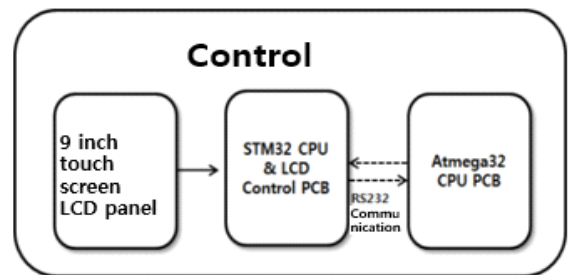 Control
9 inch
touch
screen
LCD panel
STM32 CPU
& LCD
Control PCB
RS232
Commu
nication
Atmega32
CPU PCB